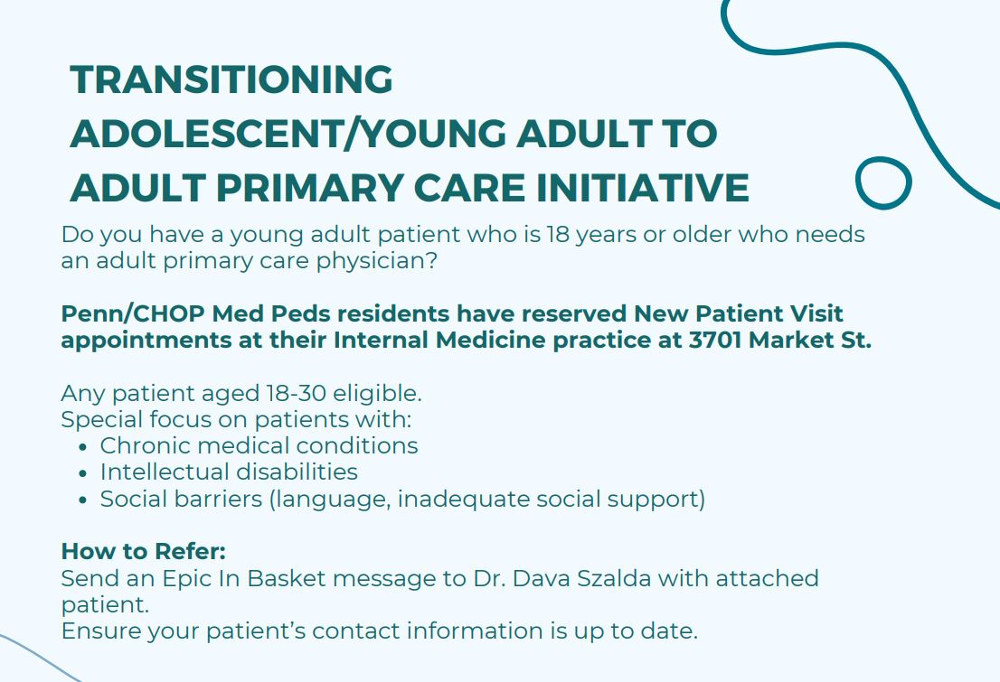 TRANSITIONING
ADOLESCENT/YOUNG ADULT TO
ADULT PRIMARY CARE INITIATIVE
Do you have a young adult patient who is 18 years or older who needs
an adult primary care physician?
Penn/CHOP Med Peds residents have reserved New Patient Visit
appointments at their Internal Medicine practice at 3701 Market St.
Any patient aged 18-30 eligible.
Special focus on patients with:
• Chronic medical conditions
• Intellectual disabilities
• Social barriers (language, inadequate social support)
How to Refer:
Send an Epic In Basket message to Dr. Dava Szalda with attached
patient.
Ensure your patient’s contact information is up to date.